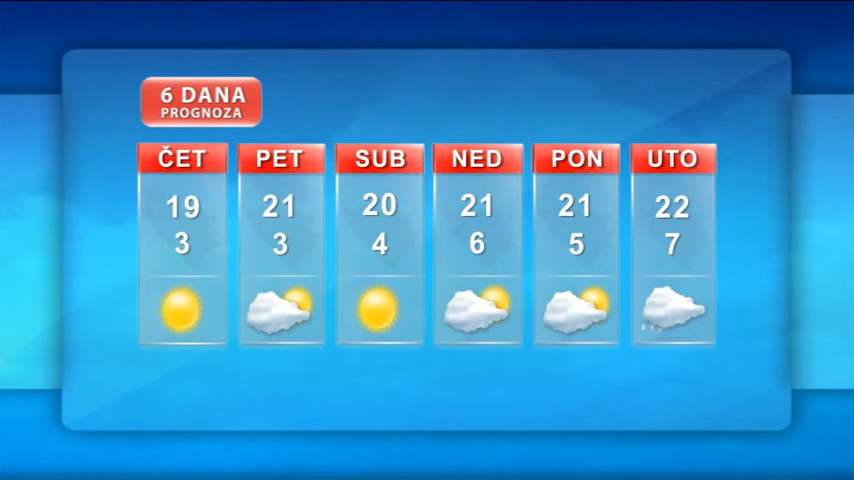 6 DANA
PROGNOZA
ČET PET SUB NED PON UTO
19 21 20 21 21 22
3 3 4 6 5 7